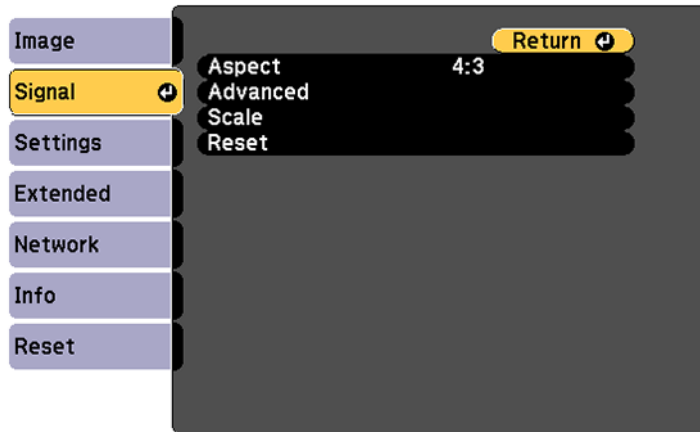 Image
Signal
Settings
Extended
Network
Info
Reset
Return
Aspect 4:3
Advanced
Scale
Reset